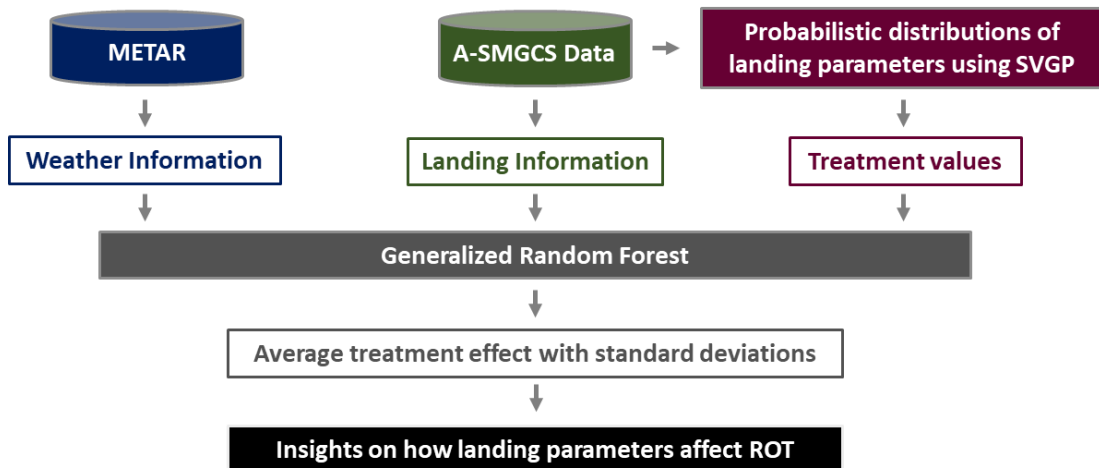 METAR
A-SMGCS Data
Probabilistic distributions of
landing parameters using SVGP
Weather Information
Landing Information
Treatment values
Generalized Random Forest
Average treatment effect with standard deviations
Insights on how landing parameters affect ROT